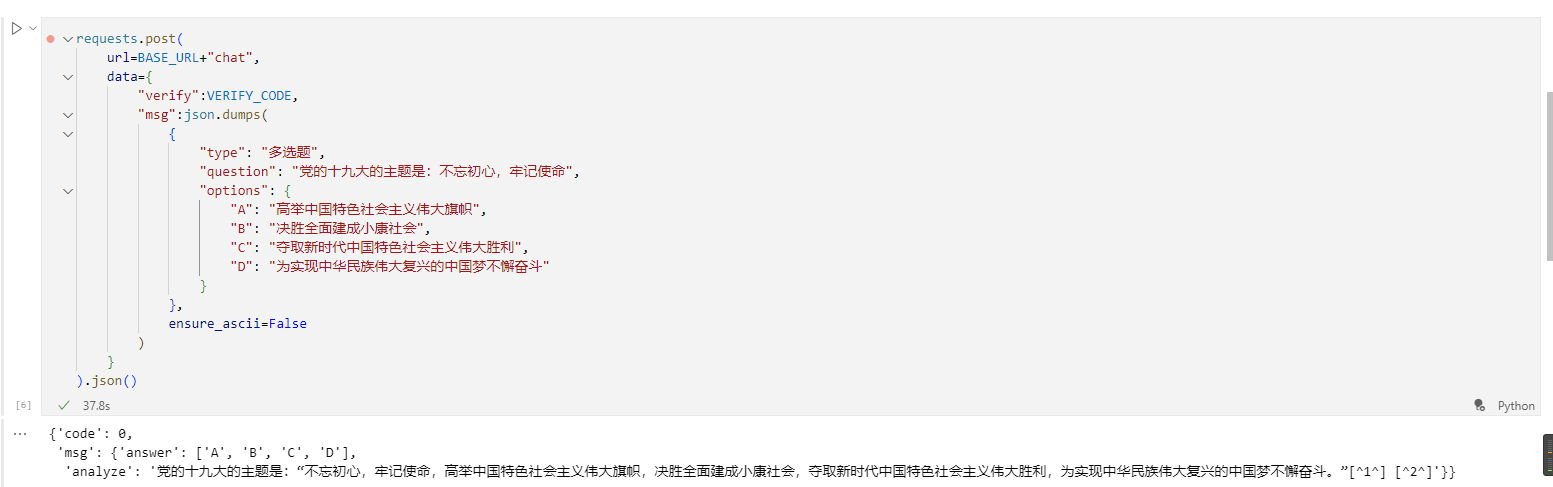 requests.post(
url=BASE_URL+"chat",
data={
"verify":VERIFY_CODE,
"msg":json.dumps(
{
"type": "多选题",
"question": "党的十九大的主题是：不忘初心，牢记使命",
"options": {
"A": "高举中国特色社会主义伟大旗帜",
"B": "决胜全面建成小康社会",
"C": "夺取新时代中国特色社会主义伟大胜利",
"D": "为实现中华民族伟大复兴的中国梦不懈奋斗"
}
},
ensure_ascii=False
)
}
).json()
[6] 37.8s Python
{'code': 0,
'msg': {'answer': ['A', 'B', 'C', 'D'],
'analyze': '党的十九大的主题是：“不忘初心，牢记使命，高举中国特色社会主义伟大旗帜，决胜全面建成小康社会，夺取新时代中国特色社会主义伟大胜利，为实现中华民族伟大复兴的中国梦不懈奋斗。”[^1^] [^2^]'}}